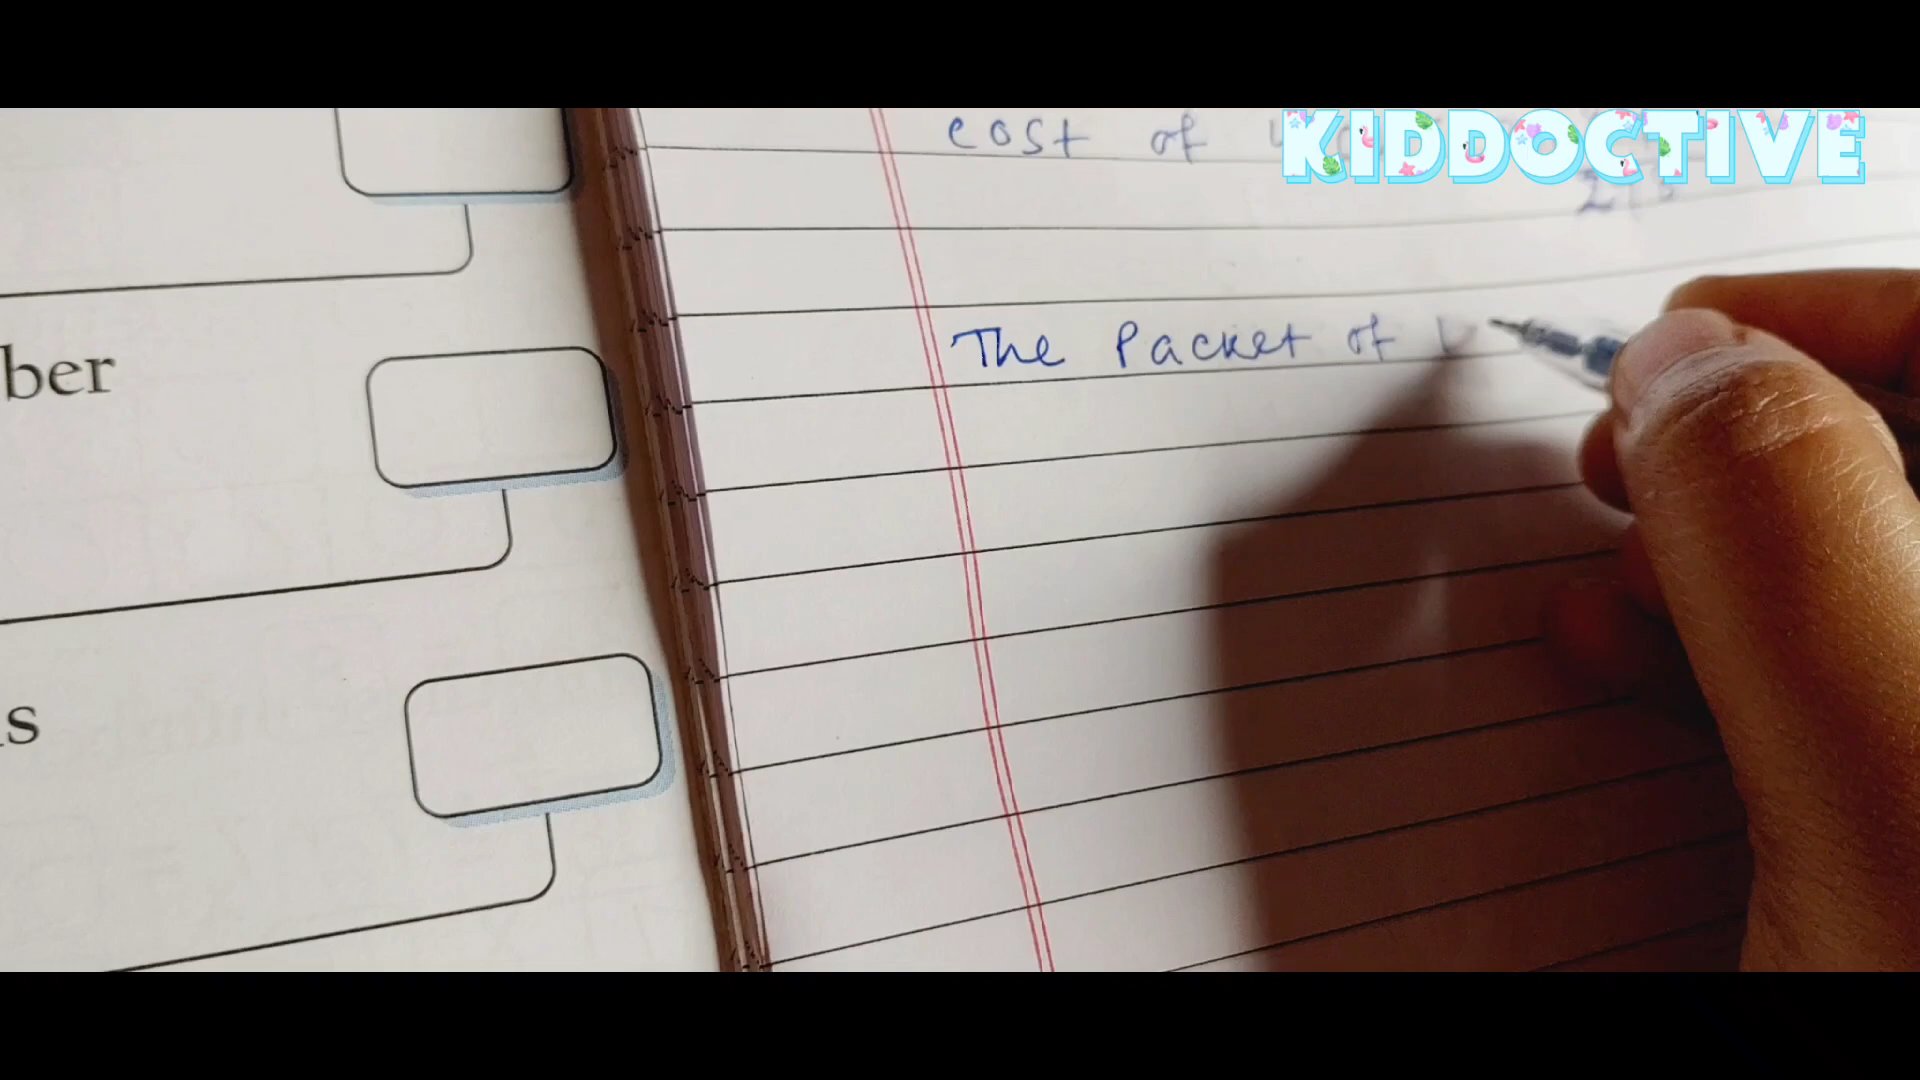 KIDDOCTIVE
cost of
ber
The Packet of